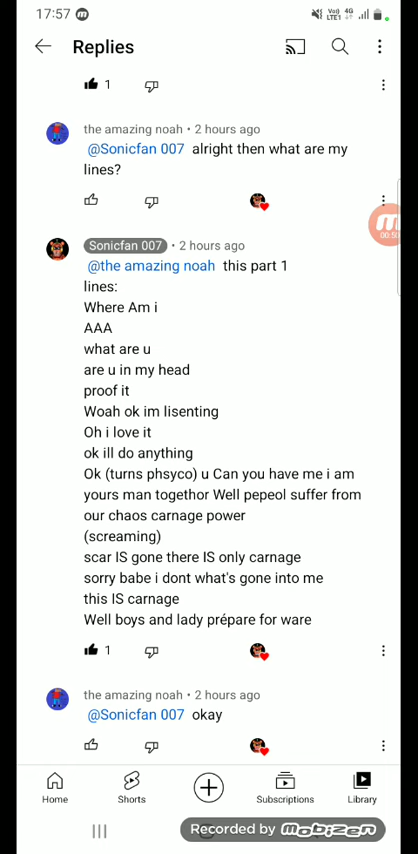 17:57
Vo)) 4G
LTE1
Replies
1
the amazing noah • 2 hours ago
@Sonicfan 007 alright then what are my
lines?
00:50
Sonicfan 007 • 2 hours ago
@the amazing noah this part 1
lines:
Where Am i
AAA
what are u
are u in my head
proof it
Woah ok im lisenting
Oh i love it
ok ill do anything
Ok (turns phsyco) u Can you have me i am
yours man togethor Well pepeol suffer from
our chaos carnage power
(screaming)
scar IS gone there IS only carnage
sorry babe i dont what's gone into me
this IS carnage
Well boys and lady prépare for ware
1
the amazing noah • 2 hours ago
@Sonicfan 007 okay
Home
Shorts
Subscriptions
Library
Recorded by mobizen